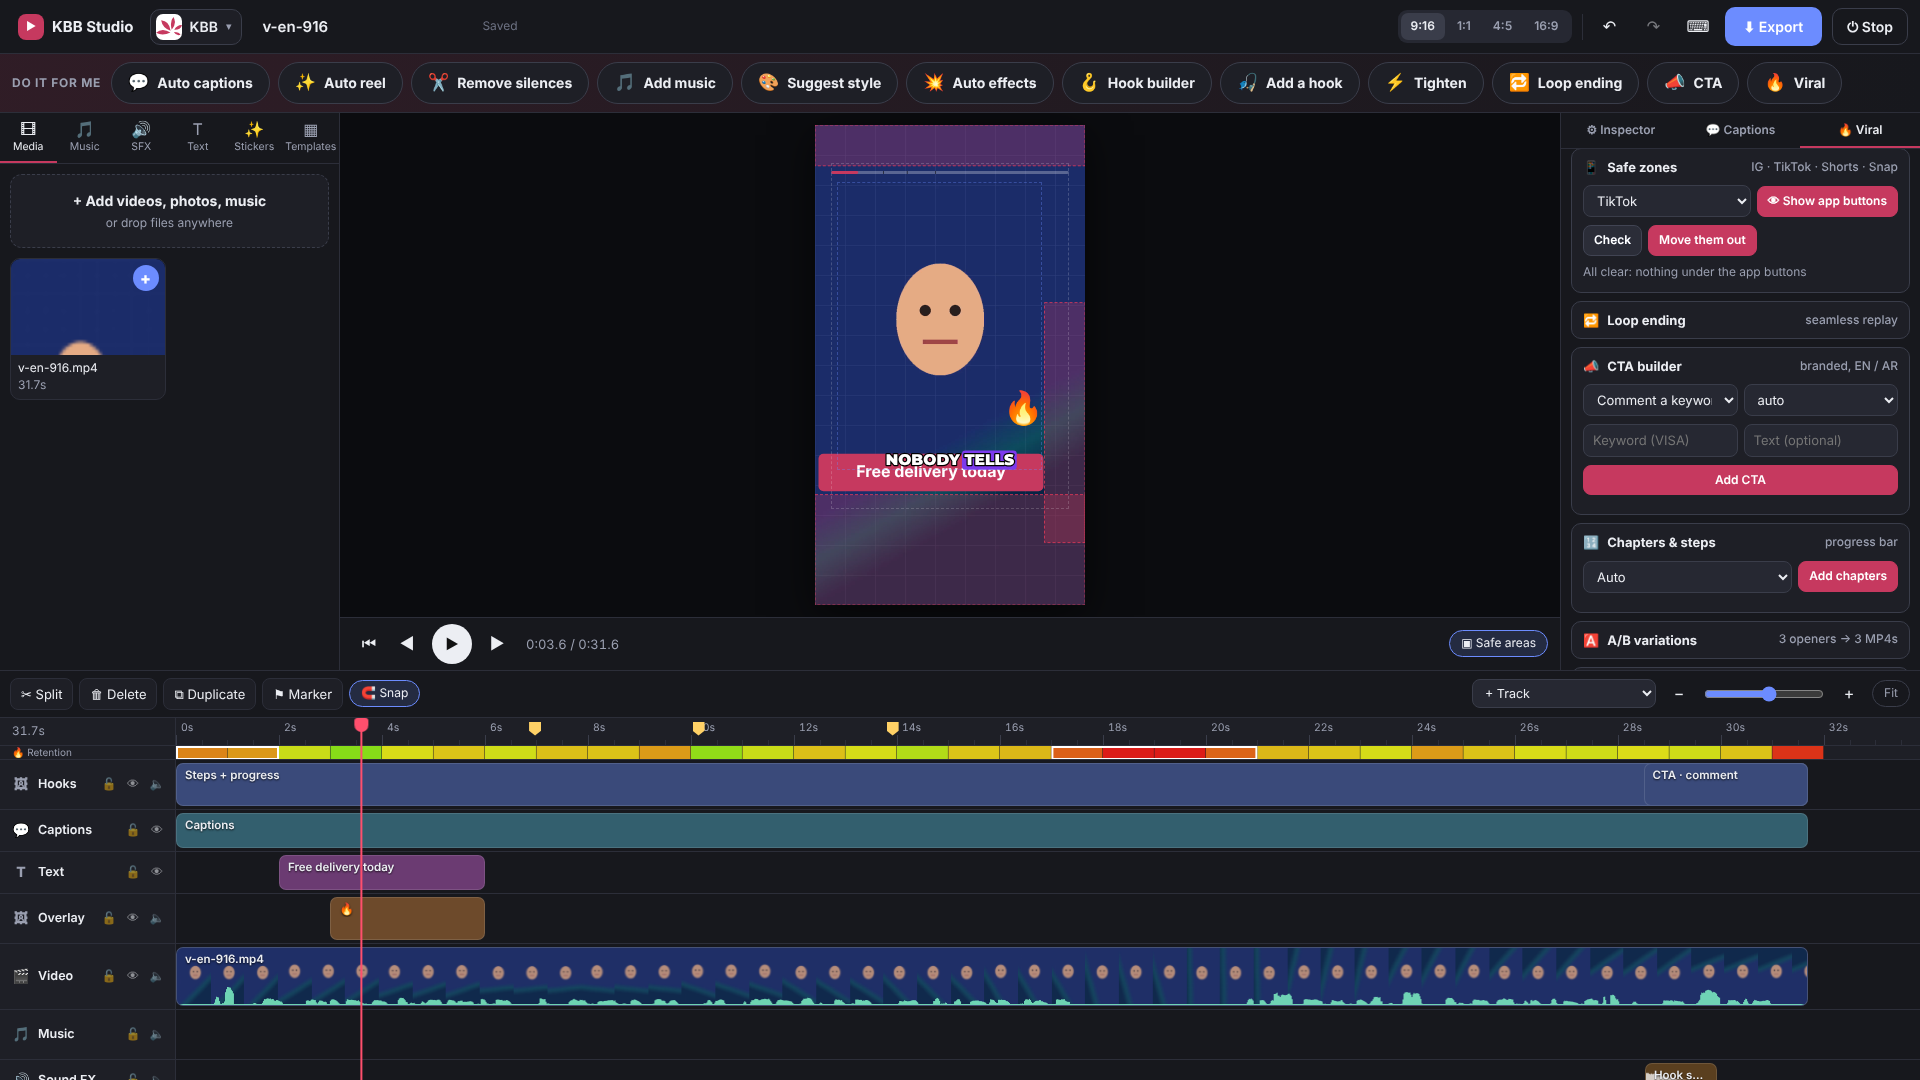 KBB Studio
KBB
v-en-916
Saved
9:16 1:1 4:5 16:9
Export
Stop
DO IT FOR ME
Auto captions
Auto reel
Remove silences
Add music
Suggest style
Auto effects
Hook builder
Add a hook
Tighten
Loop ending
CTA
Viral
Media
Music
SFX
Text
Stickers
Templates
+ Add videos, photos, music
or drop files anywhere
v-en-916.mp4
31.7s
NOBODY TELLS
Free delivery today
0:03.6 / 0:31.6
Safe areas
Inspector
Captions
Viral
Safe zones
IG · TikTok · Shorts · Snap
TikTok
Show app buttons
Check
Move them out
All clear: nothing under the app buttons
Loop ending
seamless replay
CTA builder
branded, EN / AR
Comment a keywor
auto
Keyword (VISA)
Text (optional)
Add CTA
Chapters & steps
progress bar
Auto
Add chapters
A/B variations
3 openers → 3 MP4s
Split
Delete
Duplicate
Marker
Snap
+ Track
Fit
31.7s
0s 2s 4s 6s 8s 12s 14s 16s 18s 20s 22s 24s 26s 28s 30s 32s
Retention
Hooks
Steps + progress
CTA · comment
Captions
Captions
Text
Free delivery today
Overlay
Video
v-en-916.mp4
Music
Sound FX
Hook s...